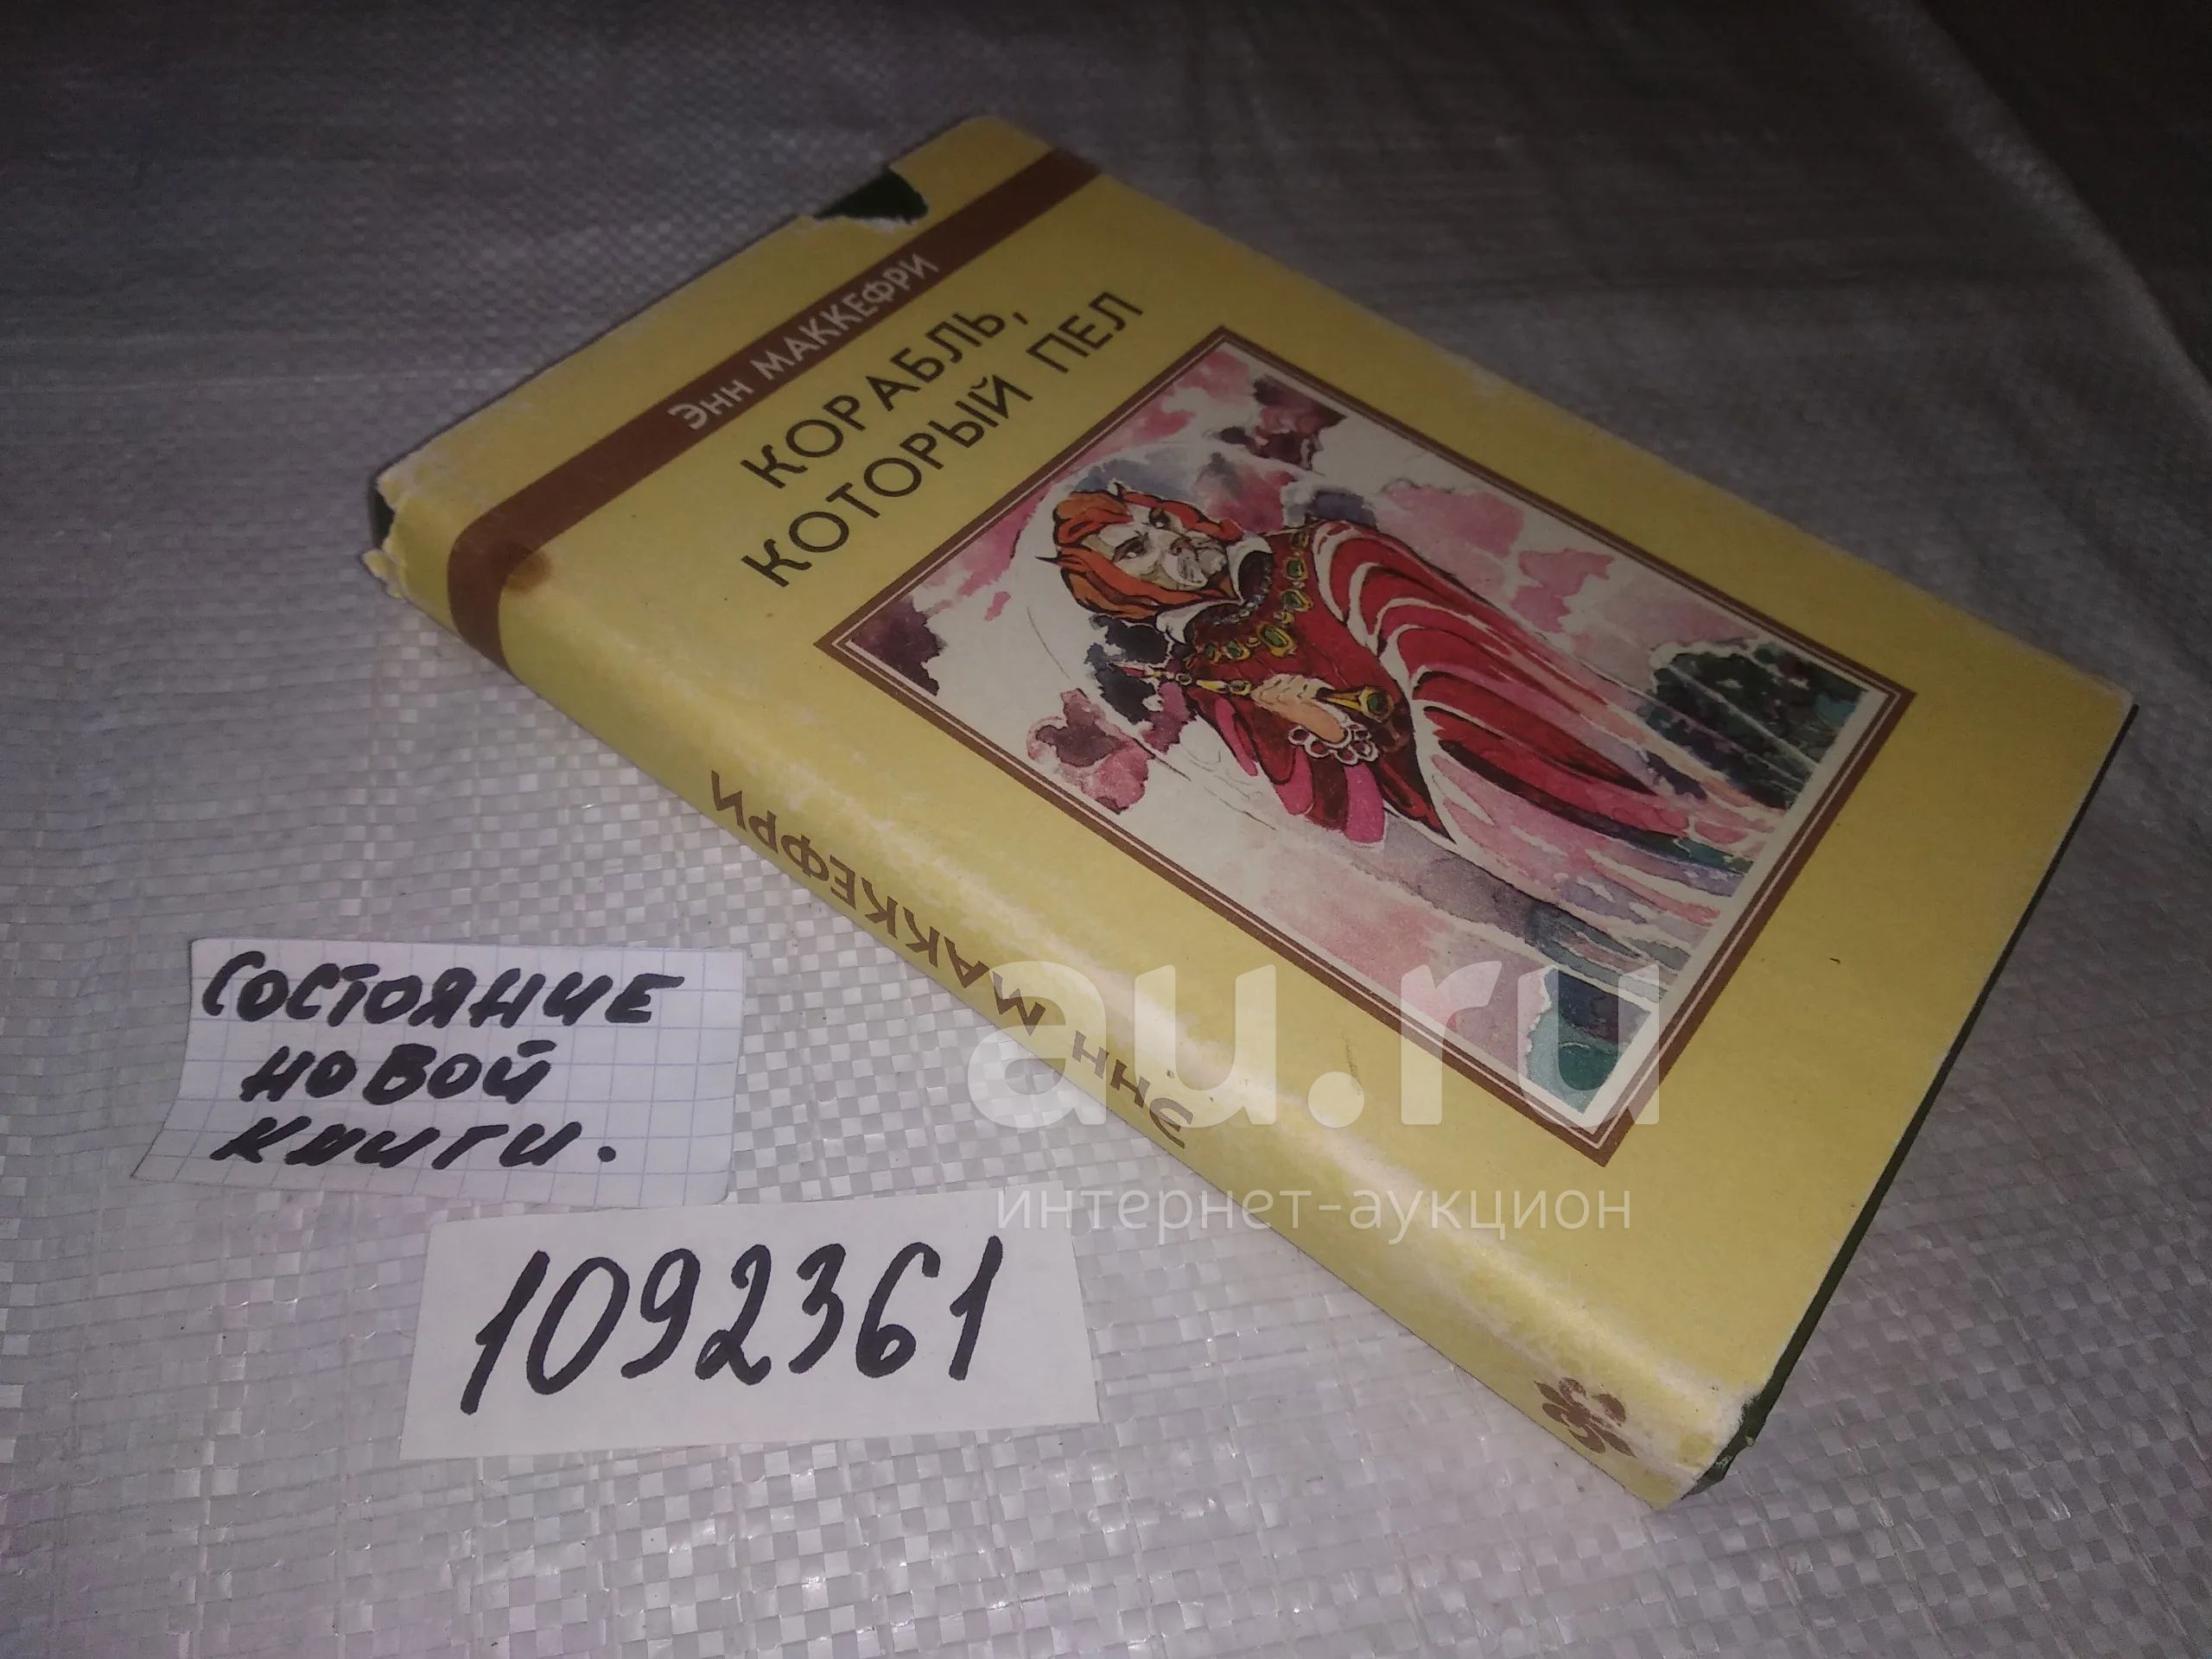 Энн МАККЕФРИ
КОРАБЛЬ,
КОТОРЫЙ ПЕЛ
Энн МАККЕФРИ
au.ru
интернет-аукцион
СОСТОЯНИЕ
НОВОЙ
КНИГИ.
1092361